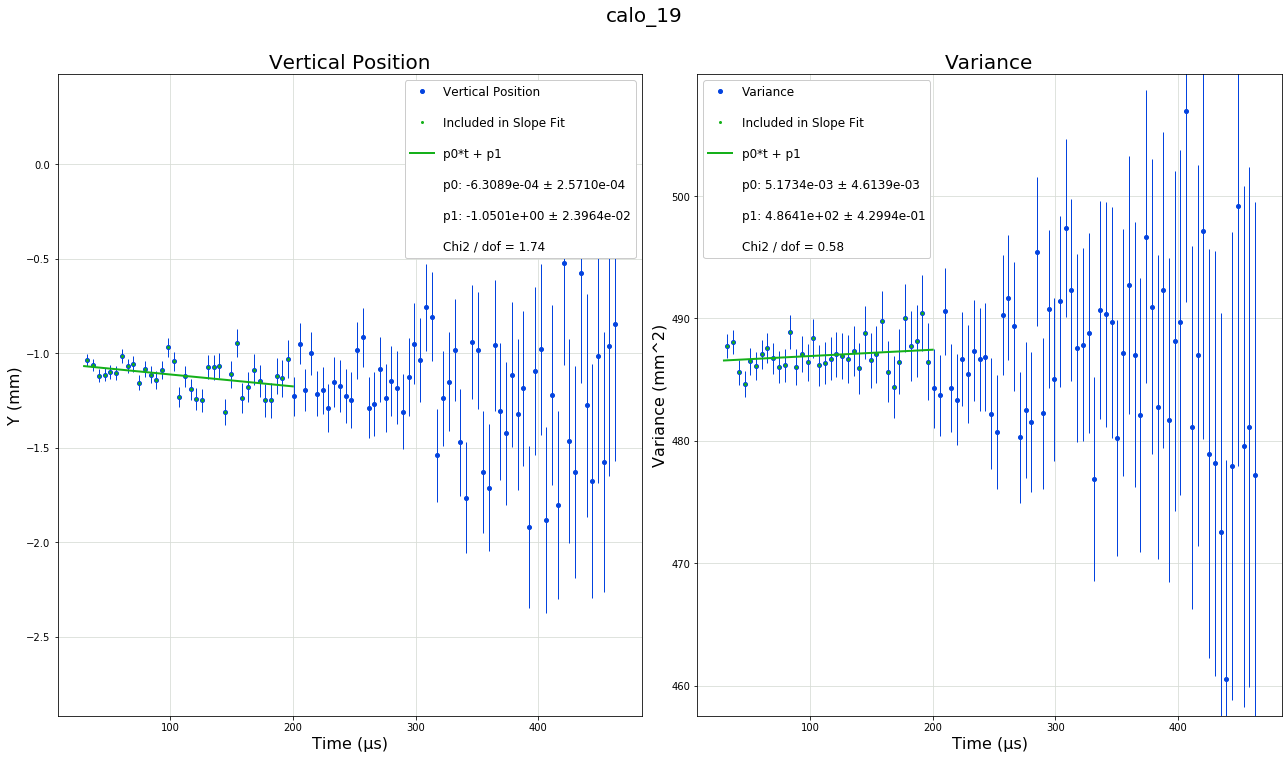 calo_19
Vertical Position
Vertical Position
Included in Slope Fit
p0*t + p1
p0: -6.3089e-04 ± 2.5710e-04
p1: -1.0501e+00 ± 2.3964e-02
Chi2 / dof = 1.74
0.0
−0.5
−1.0
−1.5
−2.0
−2.5
Y (mm)
100
200
300
400
Time (μs)
Variance
Variance
Included in Slope Fit
p0*t + p1
p0: 5.1734e-03 ± 4.6139e-03
p1: 4.8641e+02 ± 4.2994e-01
Chi2 / dof = 0.58
500
490
480
470
460
Variance (mm^2)
100
200
300
400
Time (μs)